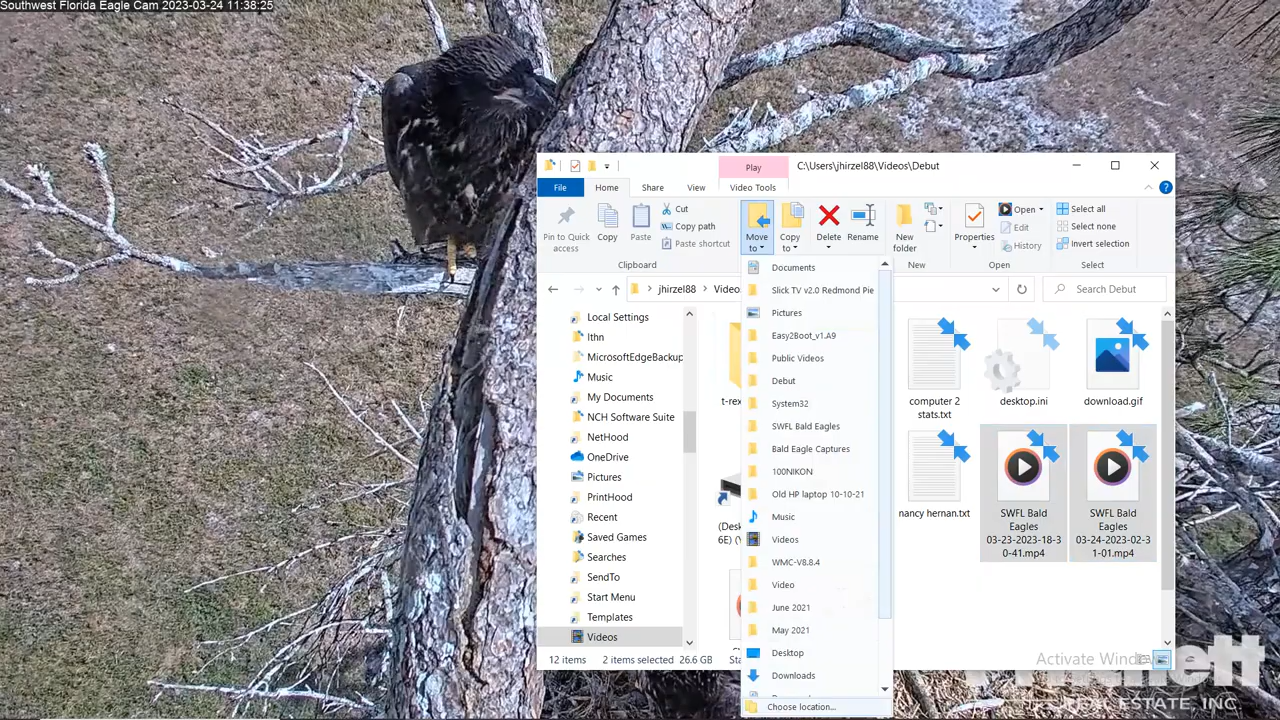 Southwest Florida Eagle Cam 2023-03-24 11:38:25
Play
C:\Users\jhirzel88\Videos\Debut
File
Home
Share
View
Video Tools
Pin to Quick
access
Copy
Paste
Cut
Copy path
Paste shortcut
Clipboard
Move
to
Copy
to
Delete
Rename
New
folder
New
Properties
Open
Edit
History
Open
Select all
Select none
Invert selection
Select
jhirzel88
Search Debut
Local Settings
lthn
MicrosoftEdgeBackup
Music
My Documents
NCH Software Suite
NetHood
OneDrive
Pictures
PrintHood
Recent
Saved Games
Searches
SendTo
Start Menu
Templates
Videos
Documents
Slick TV v2.0 Redmond Pie
Pictures
Easy2Boot_v1.A9
Public Videos
Debut
System32
SWFL Bald Eagles
Bald Eagle Captures
100NIKON
Old HP laptop 10-10-21
Music
Videos
WMC-V8.8.4
Video
June 2021
May 2021
Desktop
Downloads
Choose location...
t-rex
(Desk
6E) (
computer 2
stats.txt
desktop.ini
download.gif
nancy hernan.txt
SWFL Bald
Eagles
03-23-2023-18-3
0-41.mp4
SWFL Bald
Eagles
03-24-2023-02-3
1-01.mp4
12 items
2 items selected
26.6 GB
Activate
REAL ESTATE, INC.